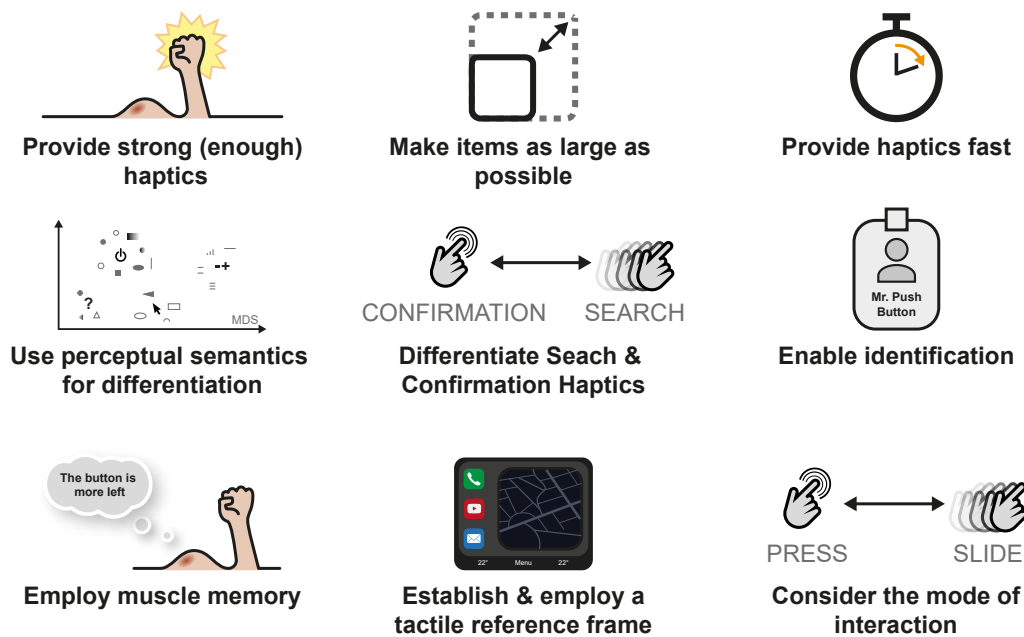 Provide strong (enough)
haptics
Make items as large as
possible
Provide haptics fast
?
-+
MDS
Use perceptual semantics
for differentiation
CONFIRMATION
SEARCH
Differentiate Seach &
Confirmation Haptics
Mr. Push
Button
Enable identification
The button is
more left
Employ muscle memory
22°
Menu
22°
Establish & employ a
tactile reference frame
PRESS
SLIDE
Consider the mode of
interaction